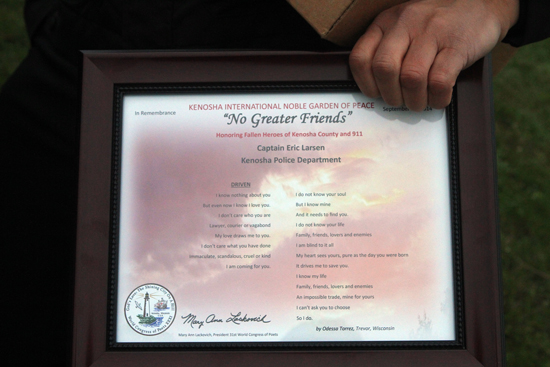 KENOSHA INTERNATIONAL NOBLE GARDEN OF PEACE
In Remembrance
"No Greater Friends"
Honoring Fallen Heroes of Kenosha County and 911
Captain Eric Larsen
Kenosha Police Department
DRIVEN
I know nothing about you
But even now I know I love you.
I don't care who you are
Lawyer, courier or vagabond
My love draws me to you.
I don't care what you have done
Immaculate, scandalous, cruel or kind
I am coming for you.
I do not know your soul
But I know mine
And it needs to find you.
I do not know your life
Family, friends, lovers and enemies
I am blind to it all
My heart sees yours, pure as the day you were born
It drives me to save you.
I know my life
Family, friends, lovers and enemies
An impossible trade, mine for yours
I can't ask you to choose
So I do.
by Odessa Torrez, Trevor, Wisconsin
Mary Ann Lackovich
Mary Ann Lackovich, President 31st World Congress of Poets